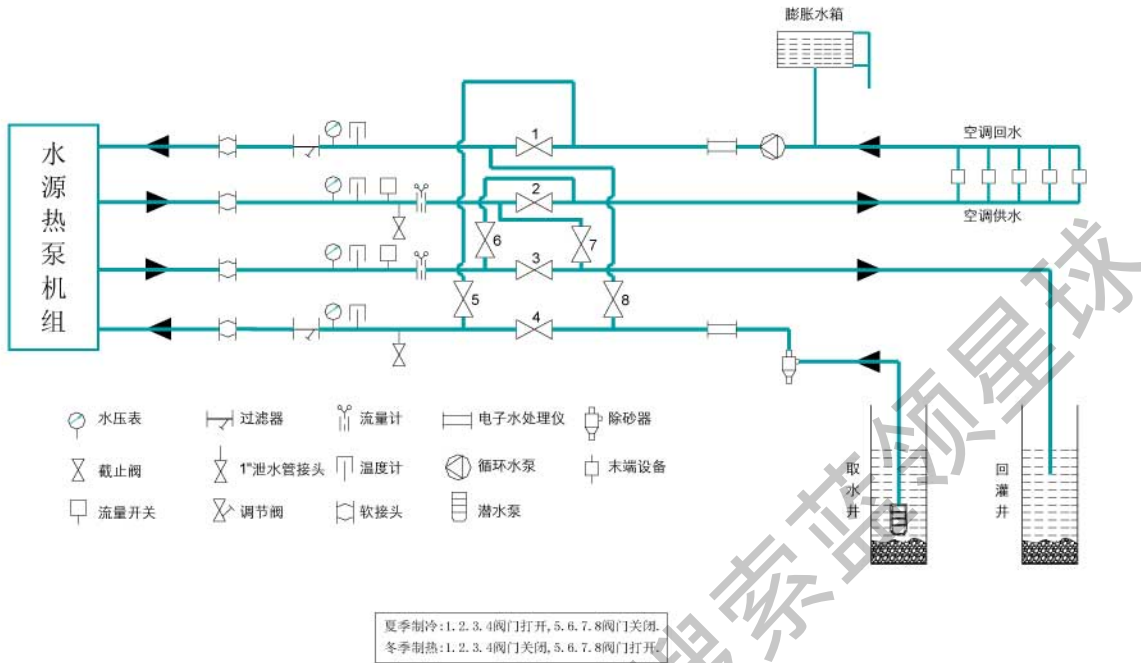 膨胀水箱
空调回水
1
水源热泵机组
2
空调供水
6
7
3
5
8
4
水压表
过滤器
流量计
电子水处理仪
除砂器
截止阀
1"泄水管接头
温度计
循环水泵
末端设备
流量开关
调节阀
软接头
潜水泵
取水井
回灌井
夏季制冷:1.2.3.4阀门打开,5.6.7.8阀门关闭.
冬季制热:1.2.3.4阀门关闭,5.6.7.8阀门打开.
搜索蓝领星球